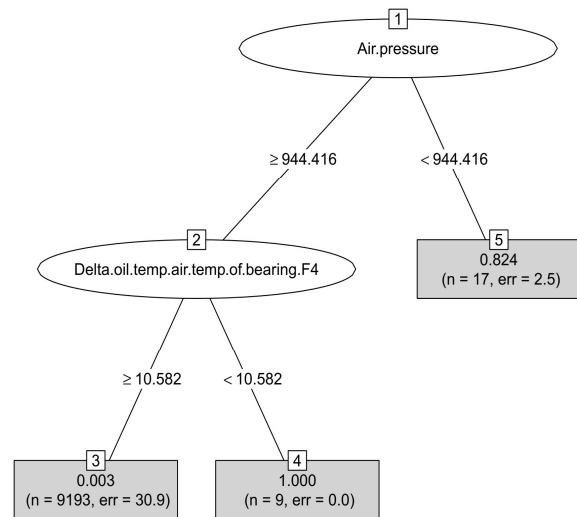 1
Air.pressure
≥ 944.416
< 944.416
2
Delta.oil.temp.air.temp.of.bearing.F4
5
0.824
(n = 17, err = 2.5)
≥ 10.582
< 10.582
3
0.003
(n = 9193, err = 30.9)
4
1.000
(n = 9, err = 0.0)